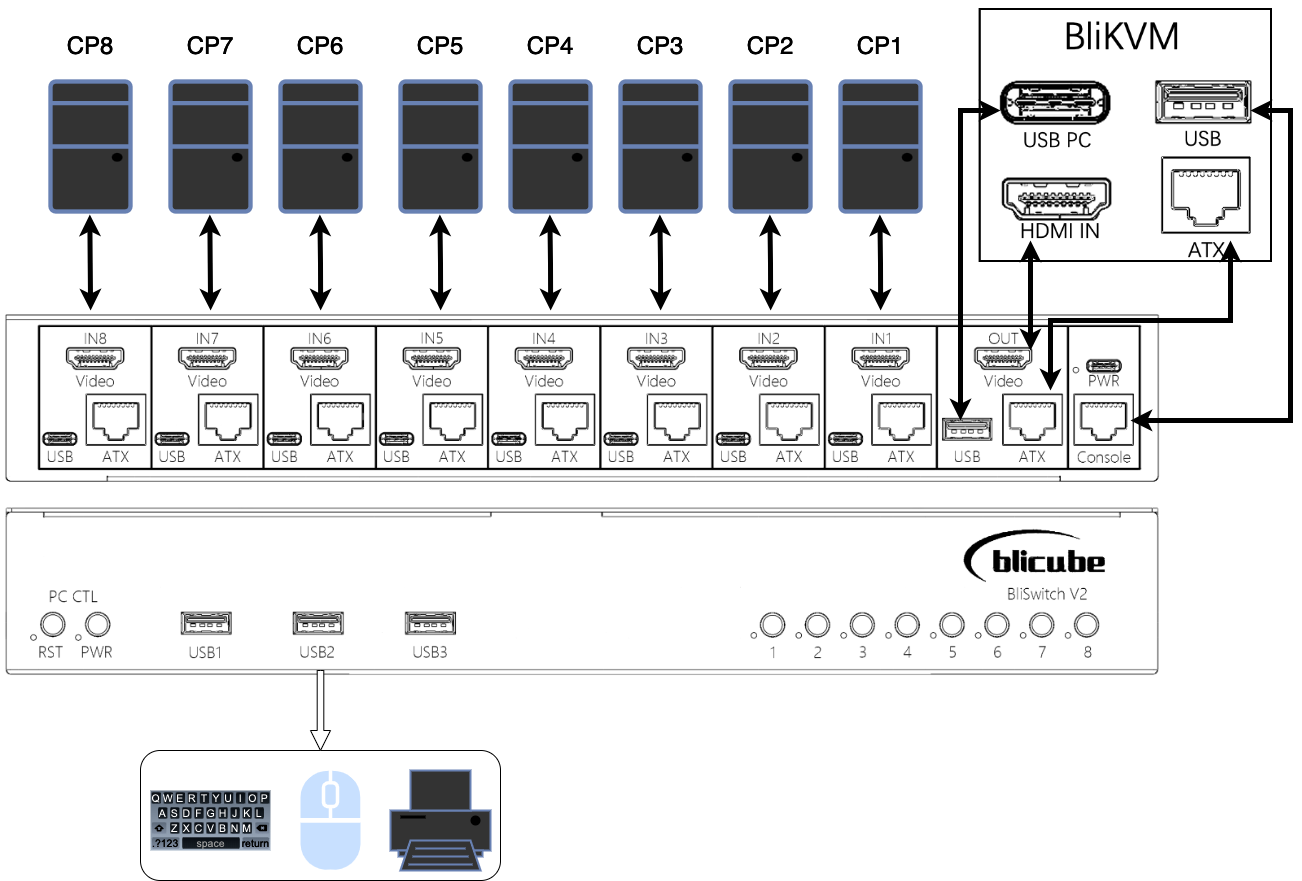 CP8 CP7 CP6 CP5 CP4 CP3 CP2 CP1
BliKVM
USB PC
USB
HDMI IN
ATX
IN8 IN7 IN6 IN5 IN4 IN3 IN2 IN1 OUT
Video Video Video Video Video Video Video Video Video PWR
USB ATX USB ATX USB ATX USB ATX USB ATX USB ATX USB ATX USB ATX USB ATX Console
blicube
BliSwitch V2
PC CTL
RST PWR USB1 USB2 USB3 1 2 3 4 5 6 7 8
QWERTYUIOP
ASDFGHJKL
ZXCVBNM
.?123 space return